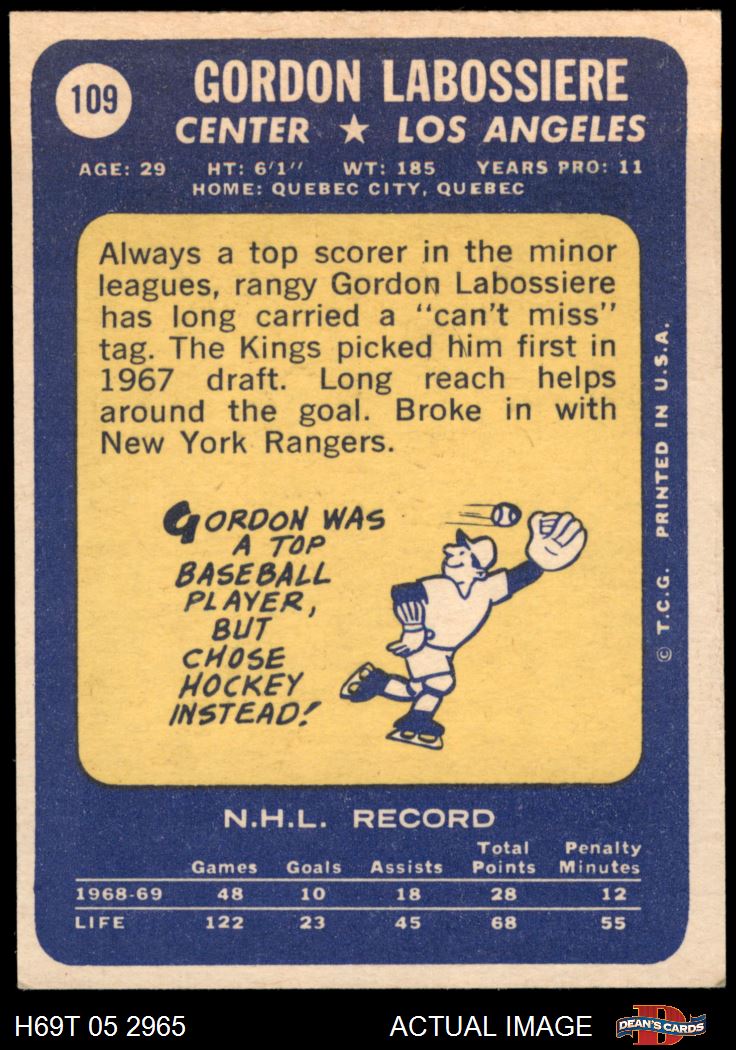 109
GORDON LABOSSIERE
CENTER ★ LOS ANGELES
AGE: 29 HT: 6'1'' WT: 185 YEARS PRO: 11
HOME: QUEBEC CITY, QUEBEC
Always a top scorer in the minor
leagues, rangy Gordon Labossiere
has long carried a "can't miss"
tag. The Kings picked him first in
1967 draft. Long reach helps
around the goal. Broke in with
New York Rangers.
GORDON WAS
A TOP
BASEBALL
PLAYER,
BUT
CHOSE
HOCKEY
INSTEAD!
© T.C.G. PRINTED IN U.S.A.
N.H.L. RECORD
Games Goals Assists Total Points Penalty Minutes
1968-69 48 10 18 28 12
LIFE 122 23 45 68 55
H69T 05 2965 ACTUAL IMAGE D DEAN'S CARDS